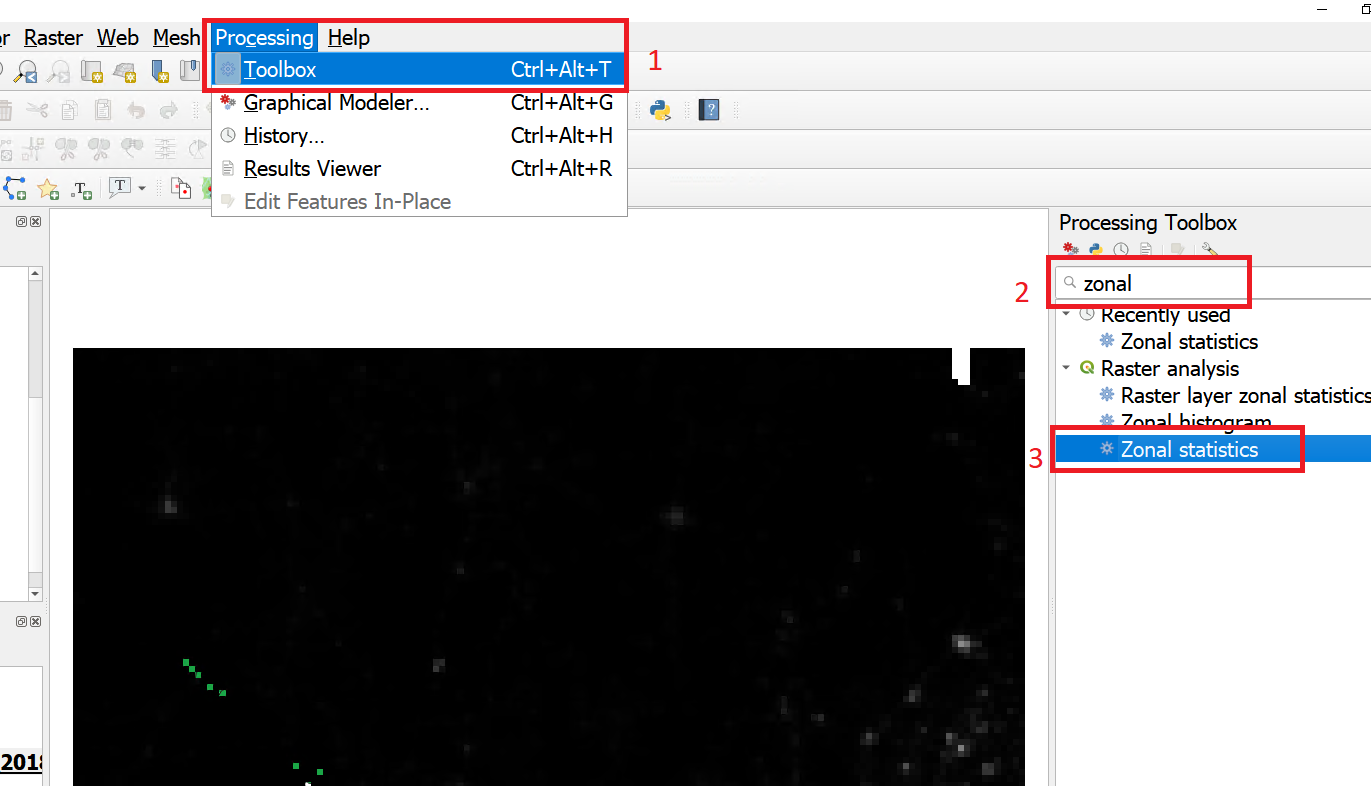 r Raster Web Mesh Processing Help
Toolbox Ctrl+Alt+T
1
Graphical Modeler... Ctrl+Alt+G
History... Ctrl+Alt+H
Results Viewer Ctrl+Alt+R
Edit Features In-Place
T
T
?
Processing Toolbox
2
zonal
Recently used
Zonal statistics
Raster analysis
Raster layer zonal statistics
Zonal histogram
3
Zonal statistics
2018